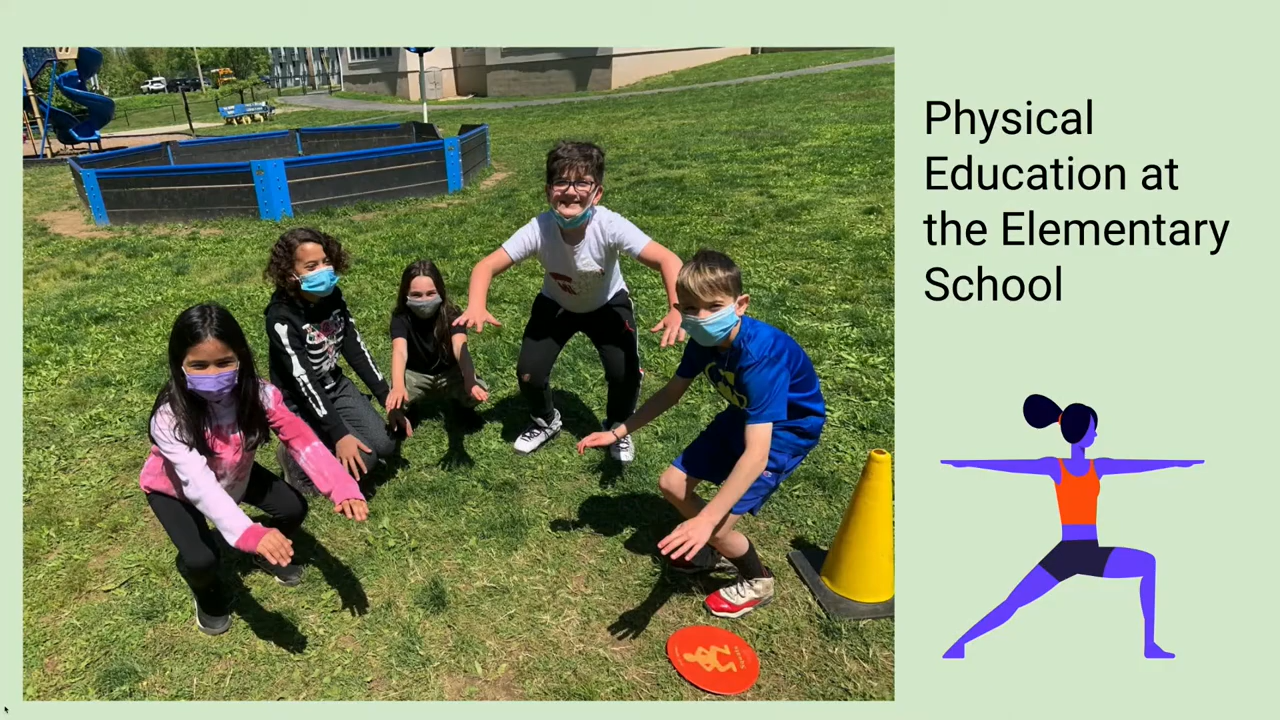 Physical
Education at
the Elementary
School